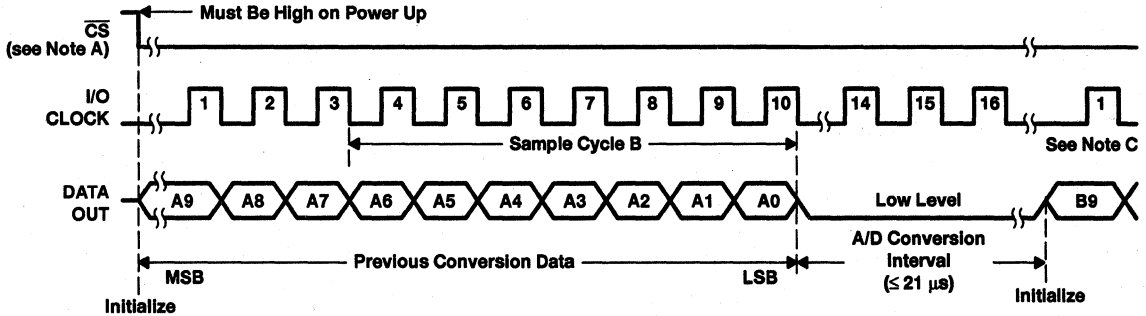 Must Be High on Power Up
CS
(see Note A)
I/O
CLOCK
1 2 3 4 5 6 7 8 9 10 14 15 16 1
Sample Cycle B
See Note C
DATA
OUT
A9 A8 A7 A6 A5 A4 A3 A2 A1 A0 Low Level B9
A/D Conversion
Interval
(≤ 21 µs)
Previous Conversion Data
MSB LSB
Initialize Initialize